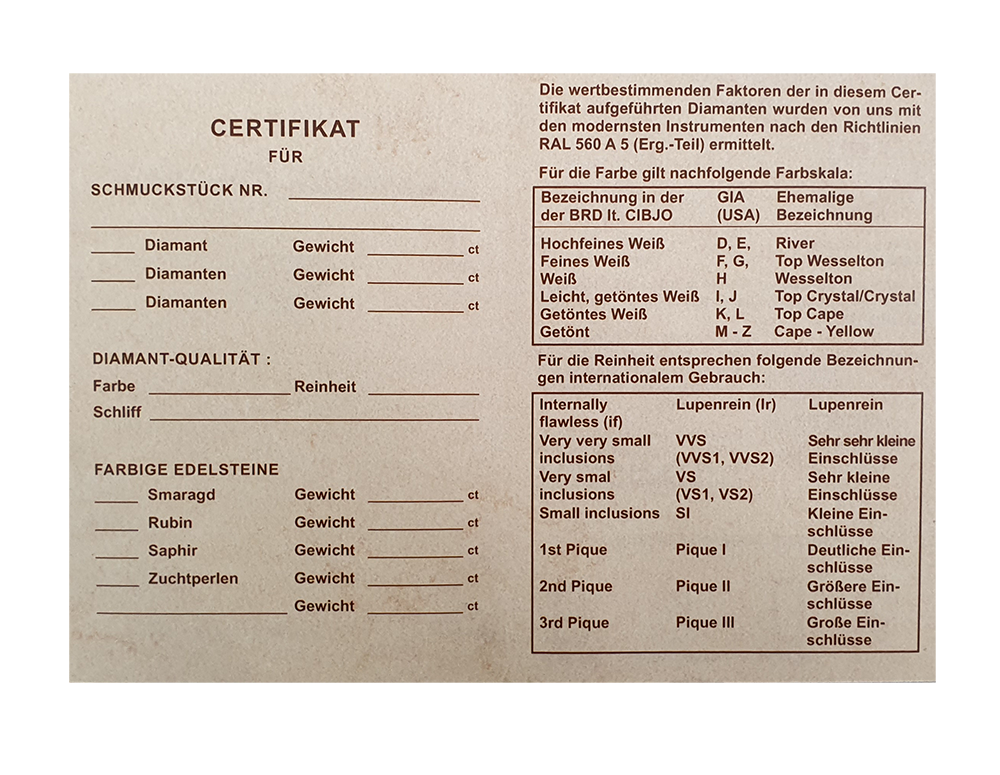 CERTIFIKAT
FÜR
SCHMUCKSTÜCK NR.
Diamant Gewicht ct
Diamanten Gewicht ct
Diamanten Gewicht ct
DIAMANT-QUALITÄT :
Farbe Reinheit
Schliff
FARBIGE EDELSTEINE
Smaragd Gewicht ct
Rubin Gewicht ct
Saphir Gewicht ct
Zuchtperlen Gewicht ct
Gewicht ct
Die wertbestimmenden Faktoren der in diesem Cer-
tifikat aufgeführten Diamanten wurden von uns mit
den modernsten Instrumenten nach den Richtlinien
RAL 560 A 5 (Erg.-Teil) ermittelt.
Für die Farbe gilt nachfolgende Farbskala:
Bezeichnung in der GIA Ehemalige
der BRD lt. CIBJO (USA) Bezeichnung
Hochfeines Weiß D, E, River
Feines Weiß F, G, Top Wesselton
Weiß H Wesselton
Leicht, getöntes Weiß I, J Top Crystal/Crystal
Getöntes Weiß K, L Top Cape
Getönt M - Z Cape - Yellow
Für die Reinheit entsprechen folgende Bezeichnun-
gen internationalem Gebrauch:
Internally Lupenrein (lr) Lupenrein
flawless (if)
Very very small VVS Sehr sehr kleine
inclusions (VVS1, VVS2) Einschlüsse
Very smal VS Sehr kleine
inclusions (VS1, VS2) Einschlüsse
Small inclusions SI Kleine Ein-
schlüsse
1st Pique Pique I Deutliche Ein-
schlüsse
2nd Pique Pique II Größere Ein-
schlüsse
3rd Pique Pique III Große Ein-
schlüsse